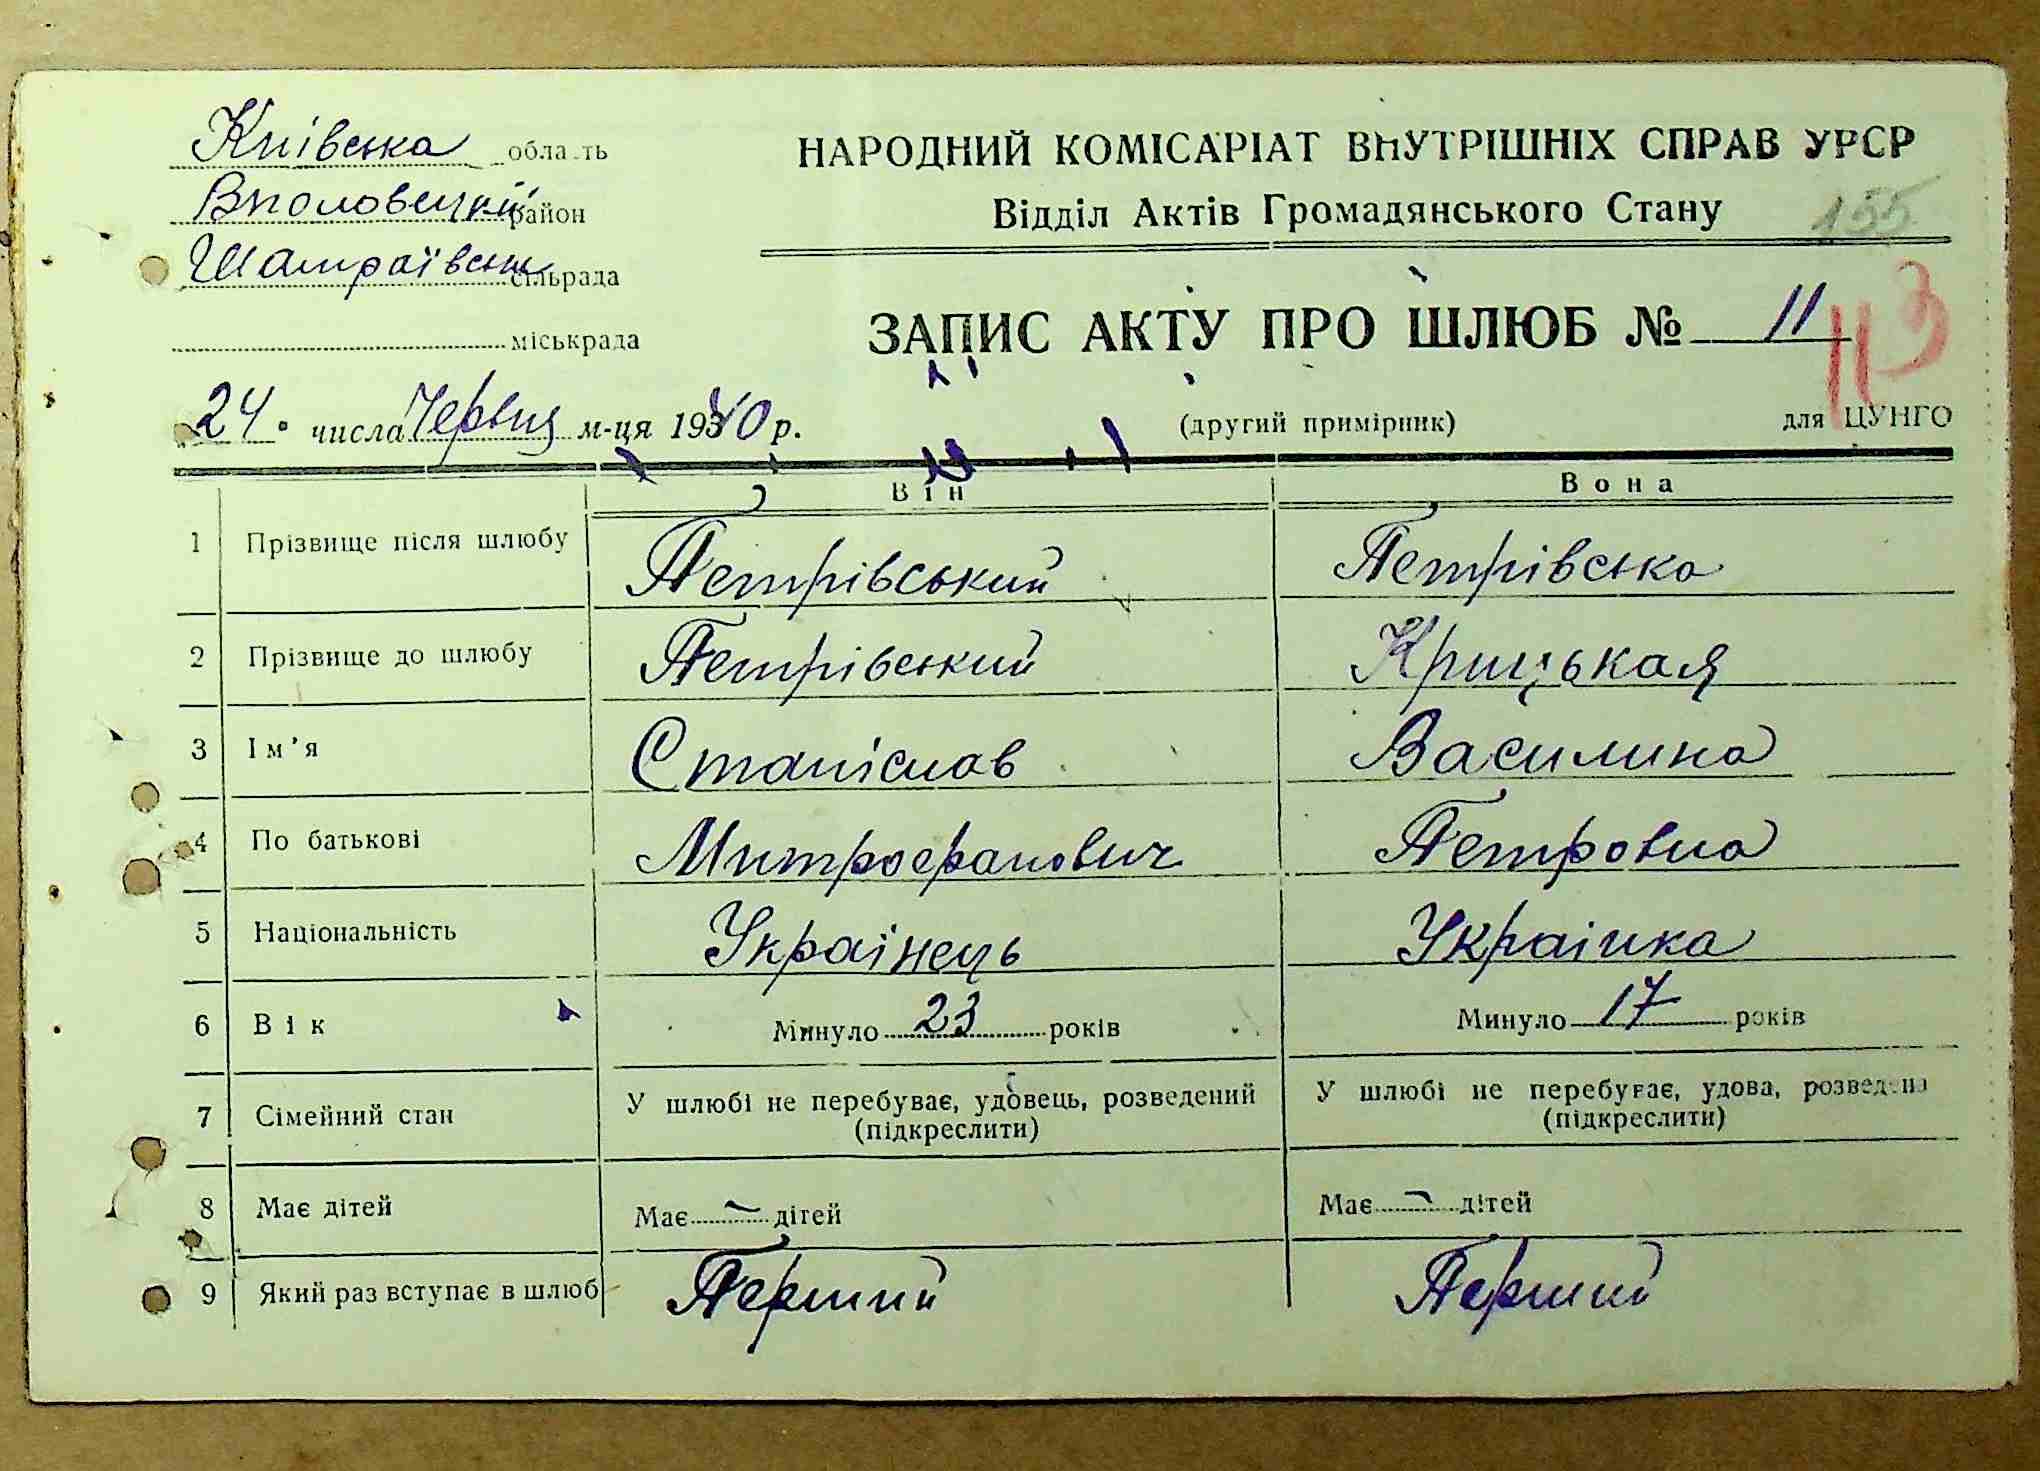 Київська область
Вполовецький район
Шамраївська сільрада
міськрада
НАРОДНИЙ КОМІСАРІАТ ВНУТРІШНІХ СПРАВ УРСР
Відділ Актів Громадянського Стану
155
ЗАПИС АКТУ ПРО ШЛЮБ № 11
113
24 числа Червня м-ця 1940 р.
(другий примірник)
для ЦУНГО
Він Вона
1 Прізвище після шлюбу Петрівський Петрівська
2 Прізвище до шлюбу Петрівський Крицькая
3 Ім'я Станіслав Василина
4 По батькові Митрофанович Петровна
5 Національність Українець Украінка
6 Вік Минуло 23 років Минуло 17 років
7 Сімейний стан У шлюбі не перебуває, удовець, розведений У шлюбі не перебуває, удова, розведена
(підкреслити) (підкреслити)
8 Має дітей Має — дітей Має — дітей
9 Який раз вступає в шлюб Перший Перший